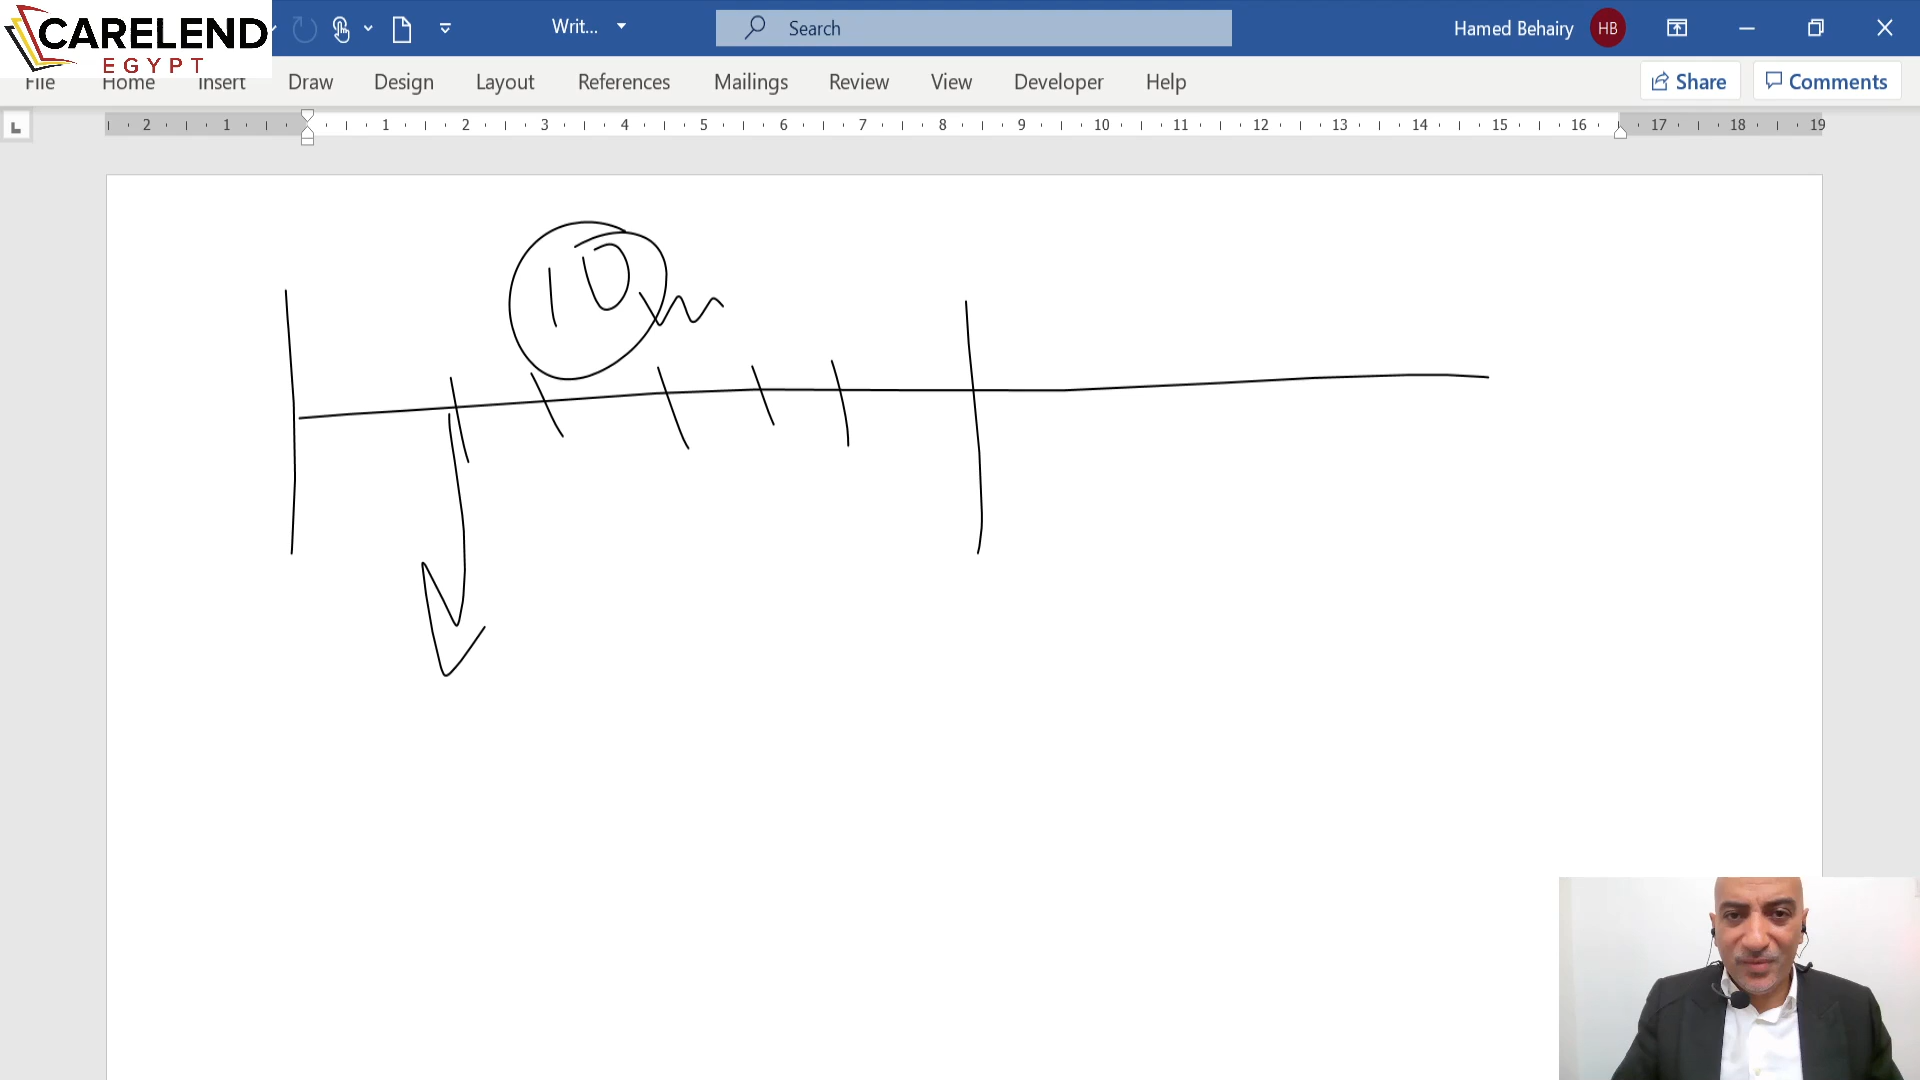 CARELEND
EGYPT
Writ...
Search
Hamed Behairy
HB
File Home Insert Draw Design Layout References Mailings Review View Developer Help
Share
Comments
2 1 1 2 3 4 5 6 7 8 9 10 11 12 13 14 15 16 17 18 19
10m